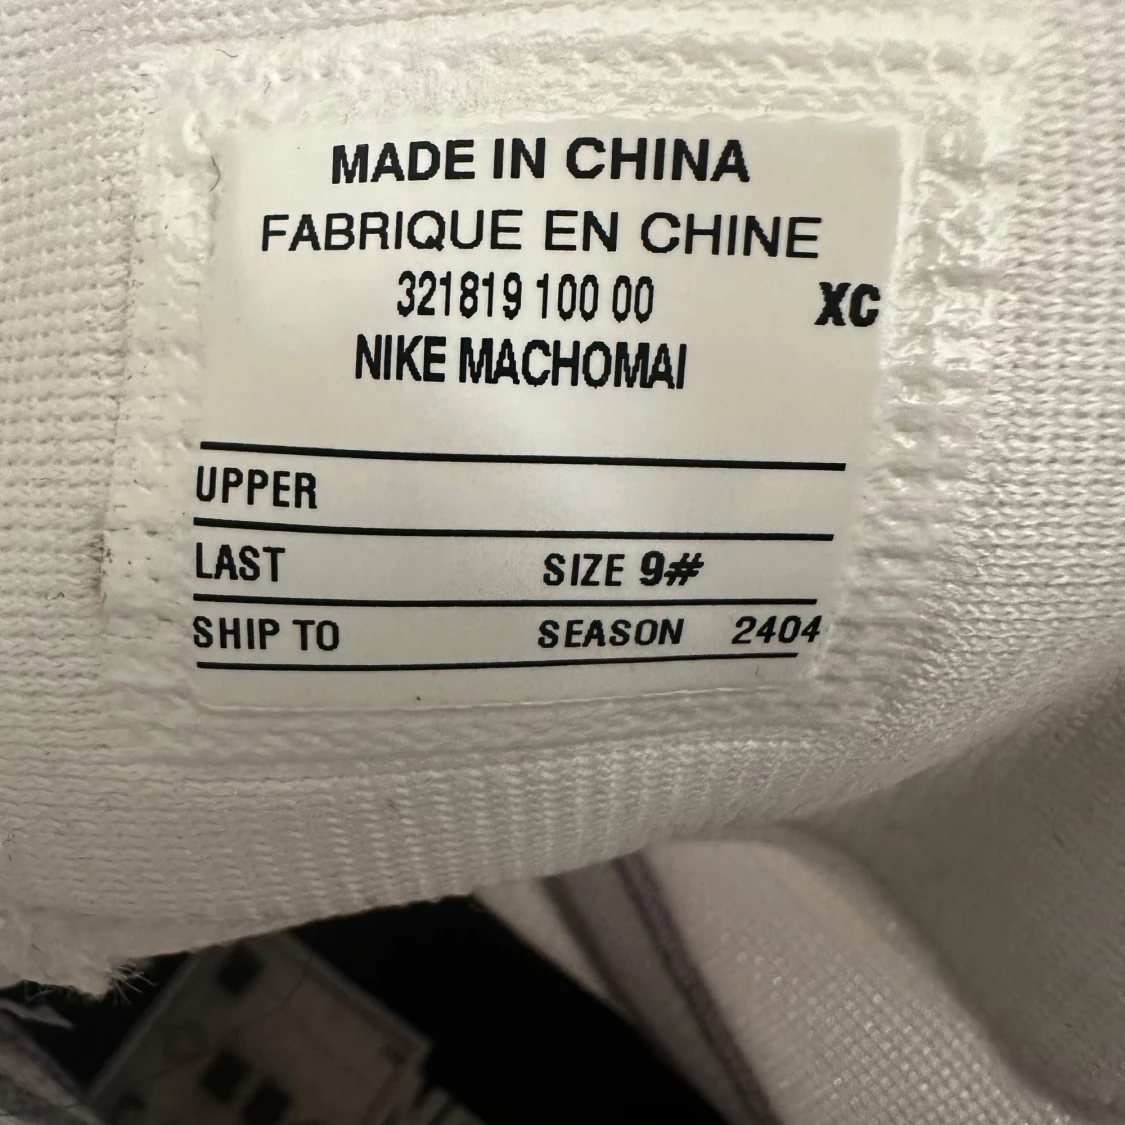 MADE IN CHINA
FABRIQUE EN CHINE
321819 100 00 XC
NIKE MACHOMAI
UPPER
LAST SIZE 9#
SHIP TO SEASON 2404